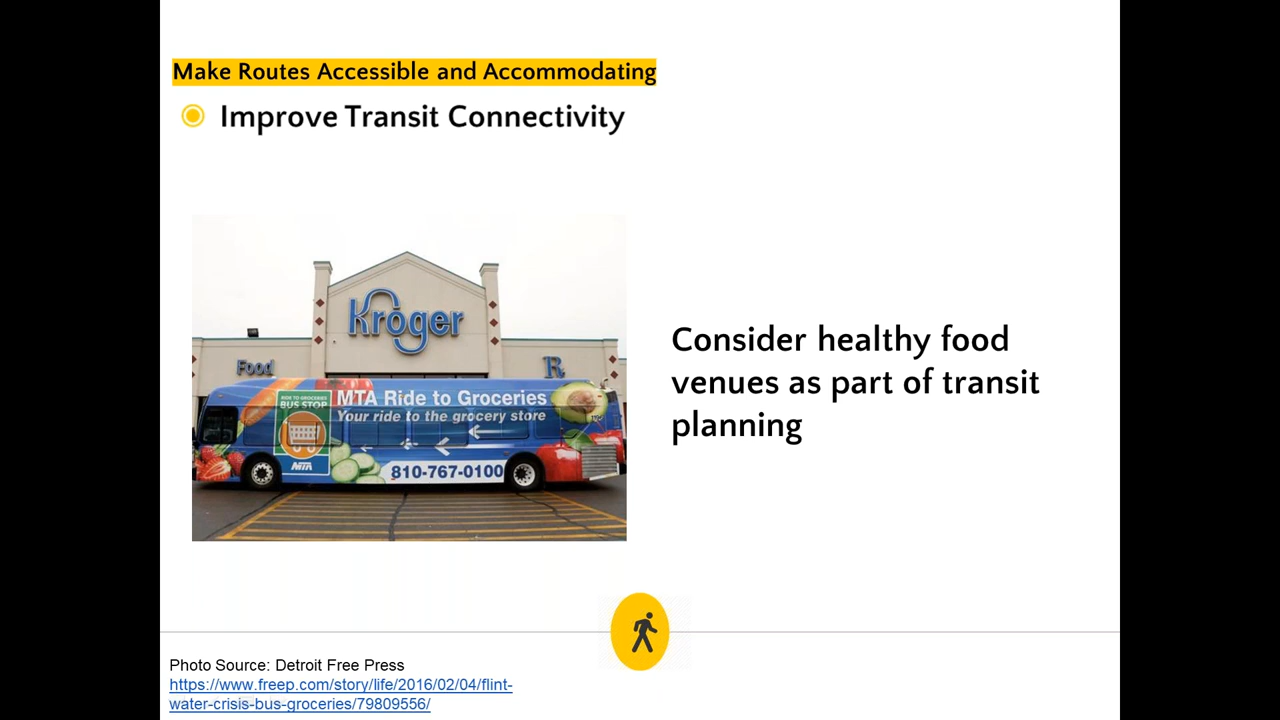 Make Routes Accessible and Accommodating
Improve Transit Connectivity
Kroger
Food
R
RIDE TO GROCERIES
BUS STOP
MTA
MTA Ride to Groceries
Your ride to the grocery store
810-767-0100
Consider healthy food
venues as part of transit
planning
Photo Source: Detroit Free Press
https://www.freep.com/story/life/2016/02/04/flint-
water-crisis-bus-groceries/79809556/